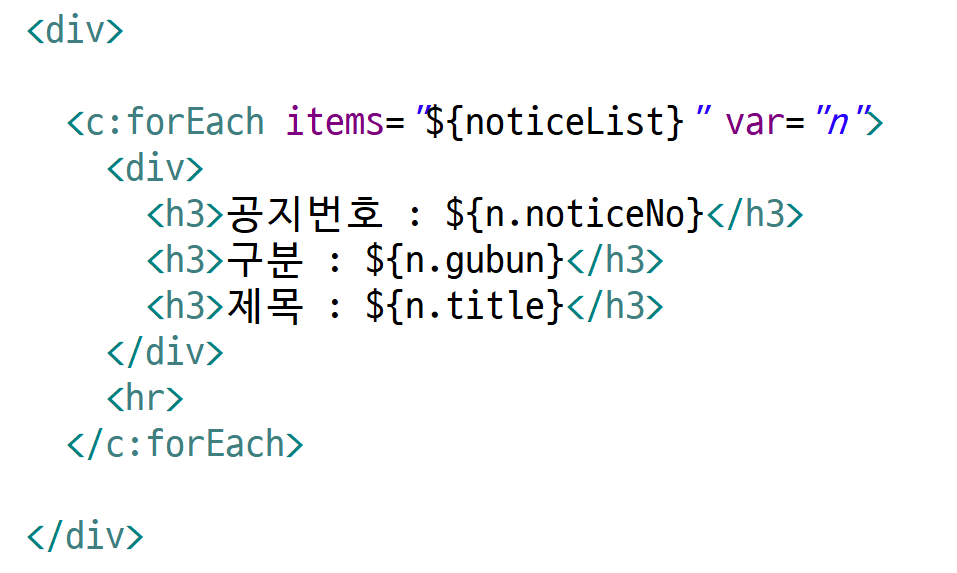 <div>
<c:forEach items="${noticeList}" var="n">
<div>
<h3>공지번호 : ${n.noticeNo}</h3>
<h3>구분 : ${n.gubun}</h3>
<h3>제목 : ${n.title}</h3>
</div>
<hr>
</c:forEach>
</div>